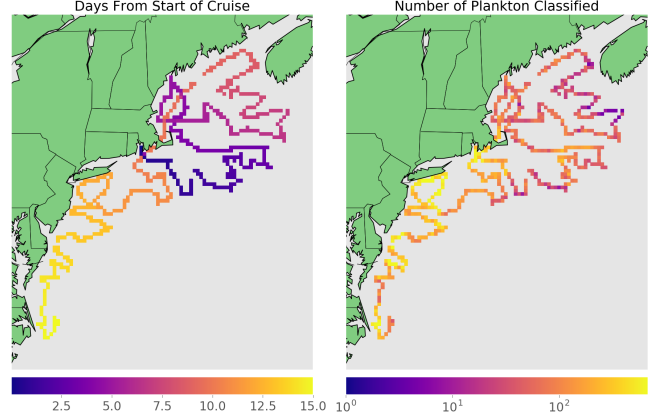 Days From Start of Cruise
Number of Plankton Classified
2.5 5.0 7.5 10.0 12.5 15.0
10⁰ 10¹ 10²